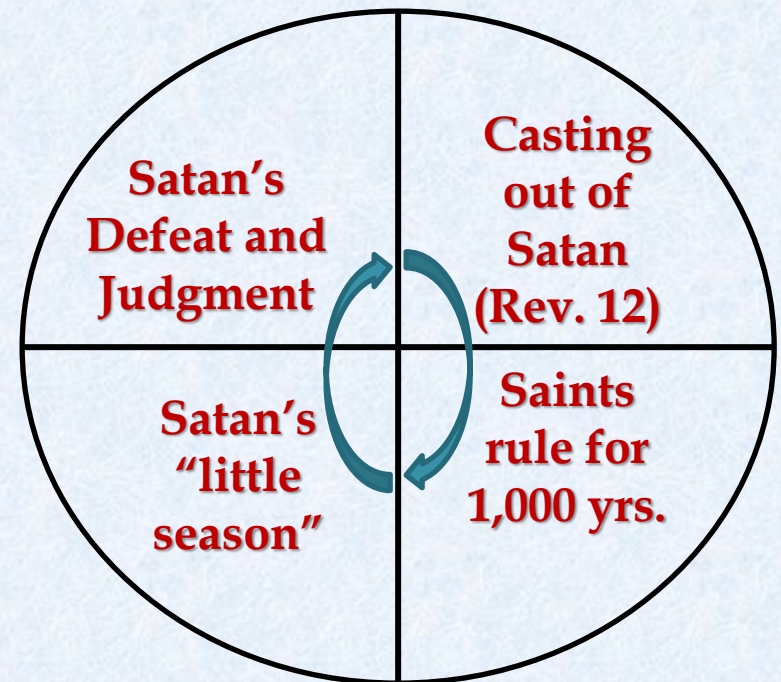 Satan’s
Defeat and
Judgment
Casting
out of
Satan
(Rev. 12)
Satan’s
“little
season”
Saints
rule for
1,000 yrs.